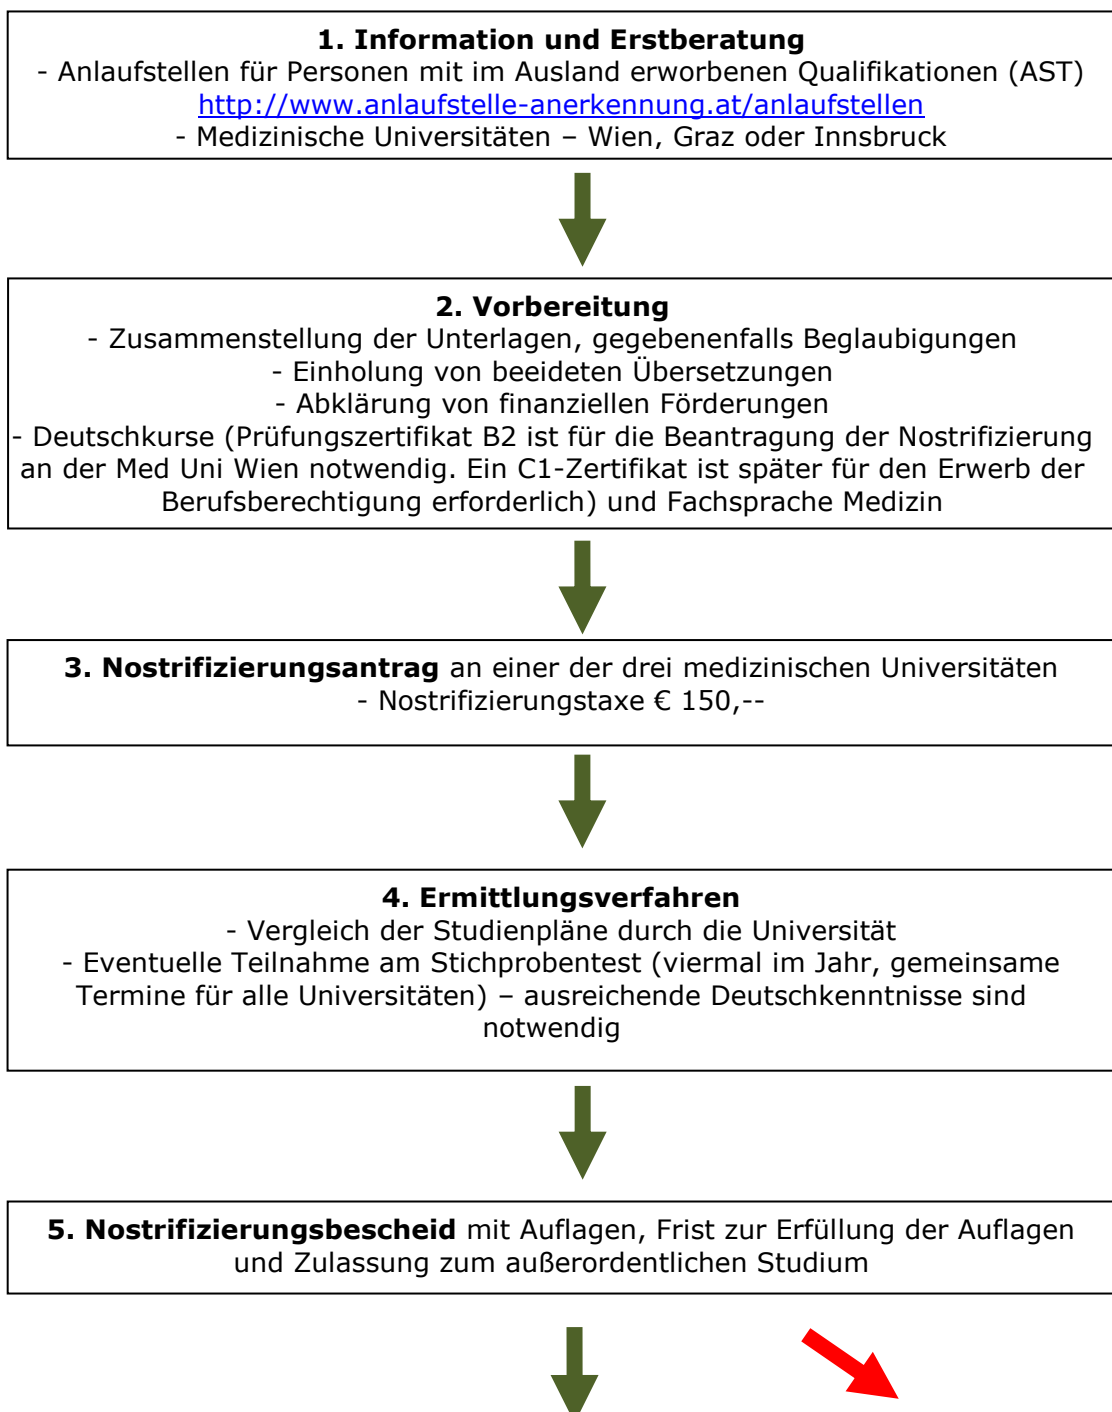 1. Information und Erstberatung
- Anlaufstellen für Personen mit im Ausland erworbenen Qualifikationen (AST)
http://www.anlaufstelle-anerkennung.at/anlaufstellen
- Medizinische Universitäten – Wien, Graz oder Innsbruck
2. Vorbereitung
- Zusammenstellung der Unterlagen, gegebenenfalls Beglaubigungen
- Einholung von beeideten Übersetzungen
- Abklärung von finanziellen Förderungen
- Deutschkurse (Prüfungszertifikat B2 ist für die Beantragung der Nostrifizierung
an der Med Uni Wien notwendig. Ein C1-Zertifikat ist später für den Erwerb der
Berufsberechtigung erforderlich) und Fachsprache Medizin
3. Nostrifizierungsantrag an einer der drei medizinischen Universitäten
- Nostrifizierungstaxe € 150,--
4. Ermittlungsverfahren
- Vergleich der Studienpläne durch die Universität
- Eventuelle Teilnahme am Stichprobentest (viermal im Jahr, gemeinsame
Termine für alle Universitäten) – ausreichende Deutschkenntnisse sind
notwendig
5. Nostrifizierungsbescheid mit Auflagen, Frist zur Erfüllung der Auflagen
und Zulassung zum außerordentlichen Studium